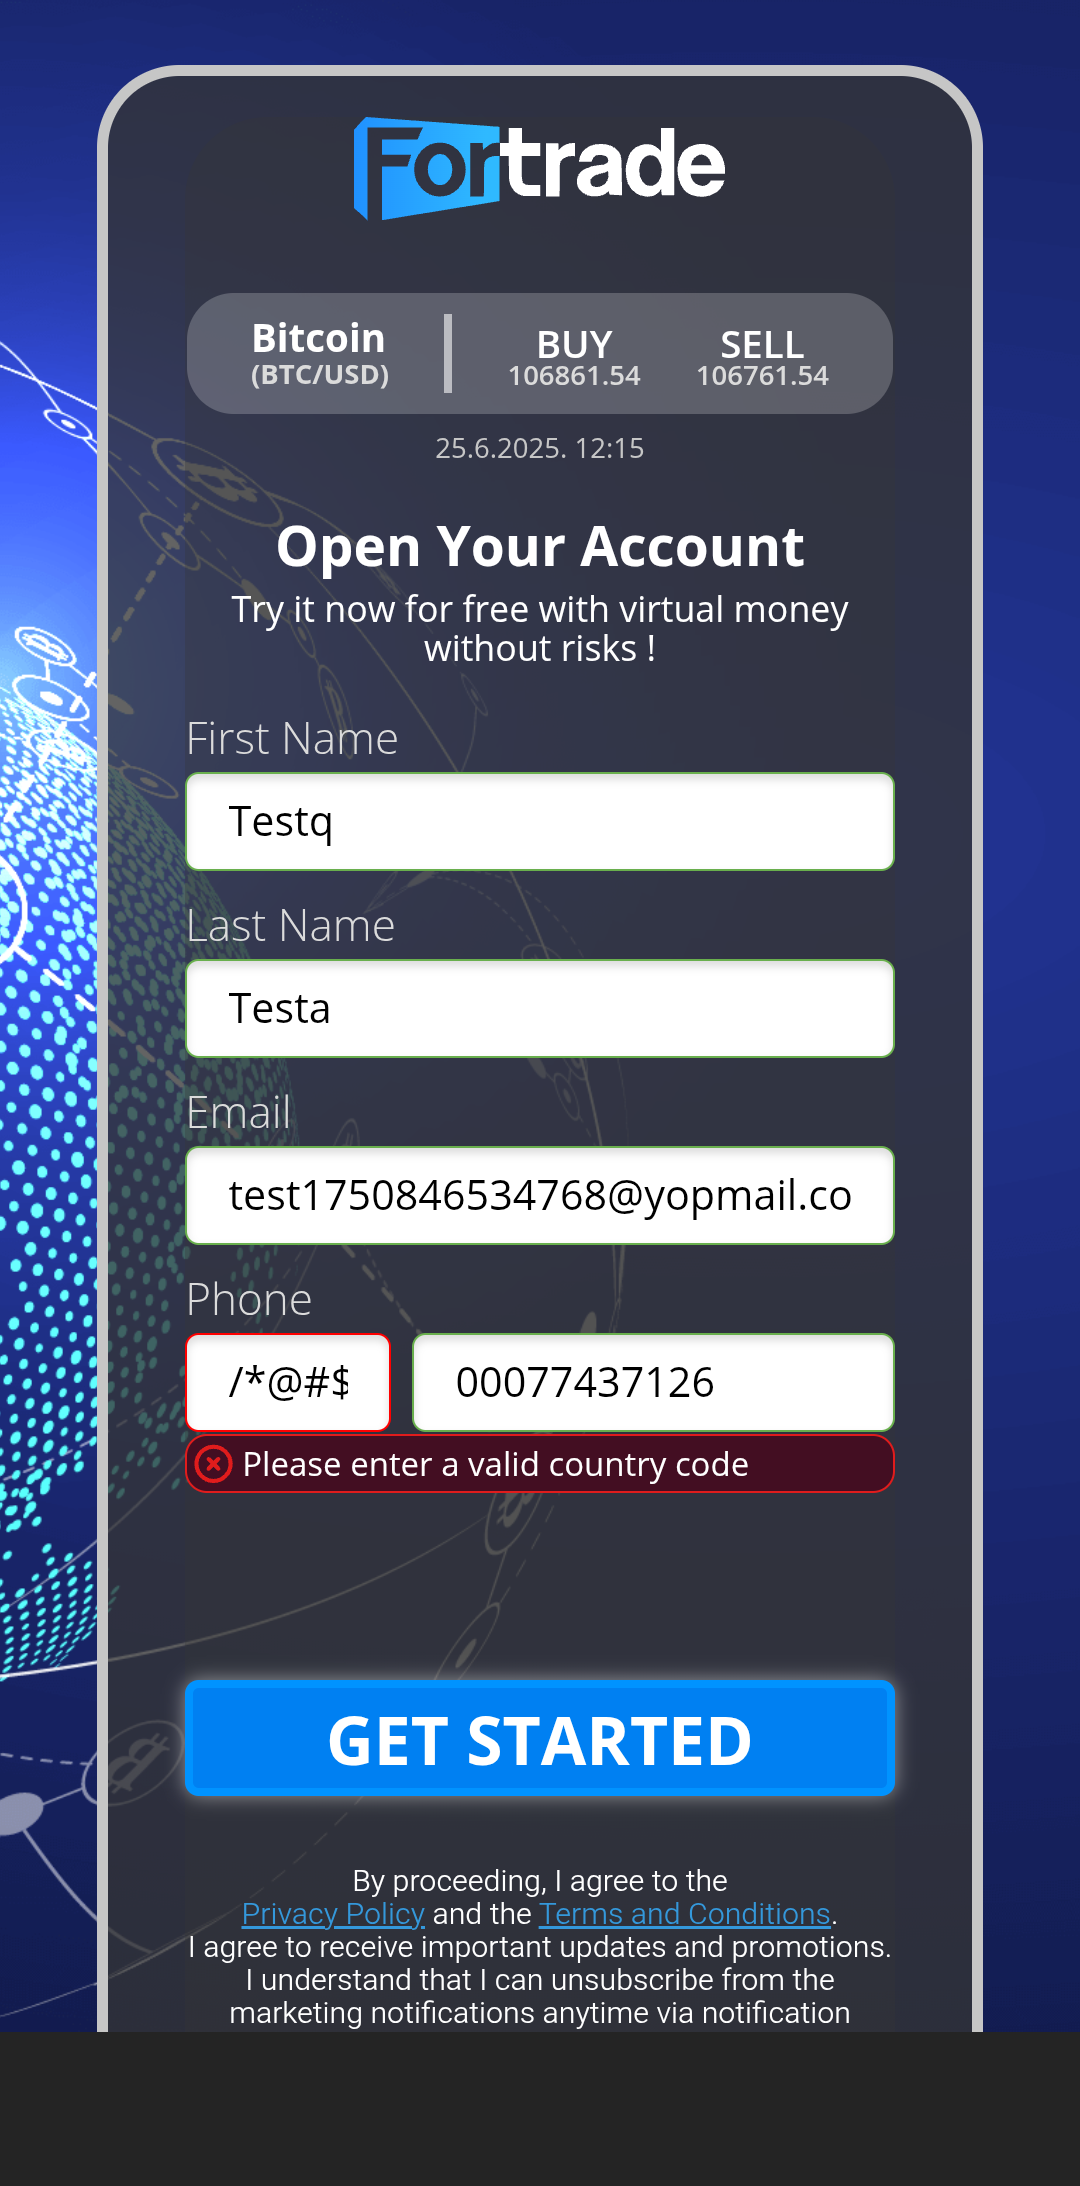 Fortrade
Bitcoin
(BTC/USD)
BUY
106861.54
SELL
106761.54
25.6.2025. 12:15
Open Your Account
Try it now for free with virtual money
without risks !
First Name
Testq
Last Name
Testa
Email
test1750846534768@yopmail.co
Phone
/*@#$ 00077437126
Please enter a valid country code
GET STARTED
By proceeding, I agree to the
Privacy Policy and the Terms and Conditions.
I agree to receive important updates and promotions.
I understand that I can unsubscribe from the
marketing notifications anytime via notification